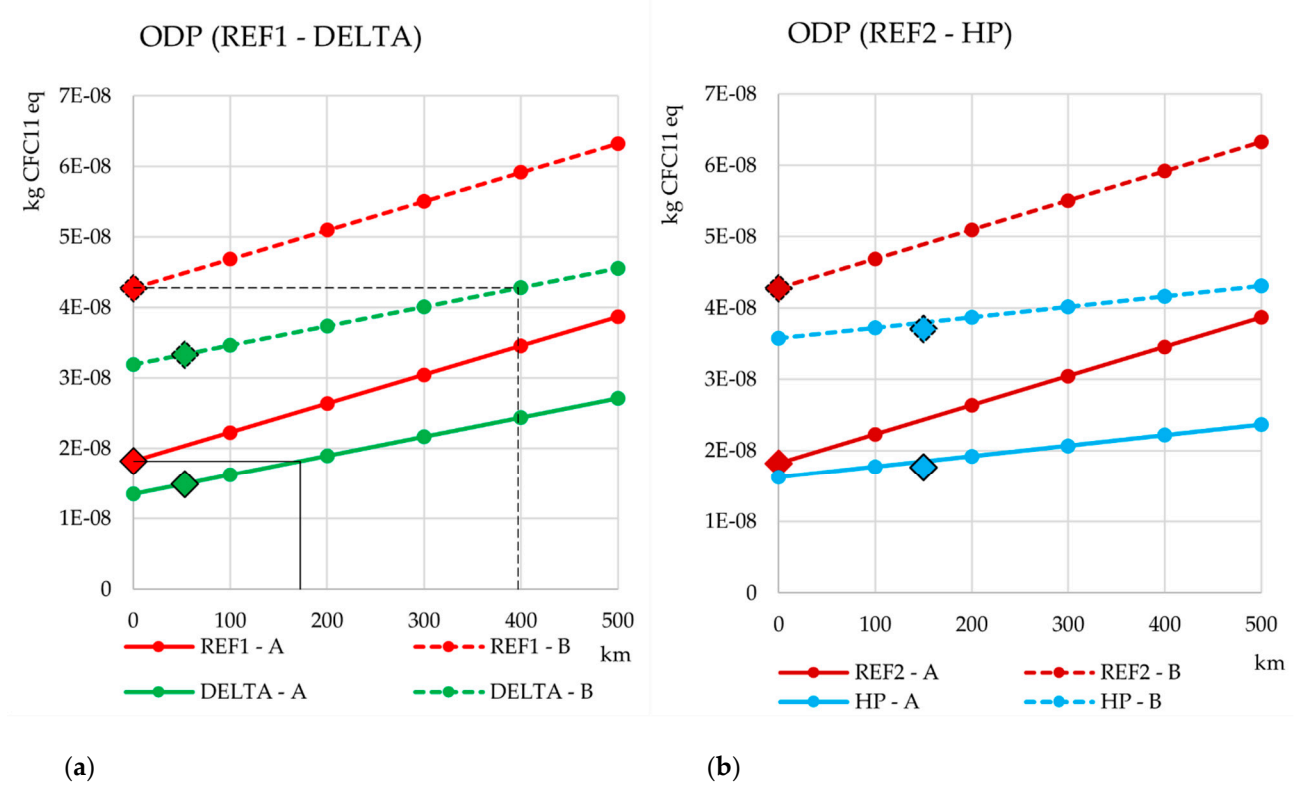 ODP (REF1 - DELTA)
kg CFC11 eq
7E-08
6E-08
5E-08
4E-08
3E-08
2E-08
1E-08
0
0 100 200 300 400 500
km
REF1 - A REF1 - B
DELTA - A DELTA - B
(a)
ODP (REF2 - HP)
kg CFC11 eq
7E-08
6E-08
5E-08
4E-08
3E-08
2E-08
1E-08
0
0 100 200 300 400 500
km
REF2 - A REF2 - B
HP - A HP - B
(b)